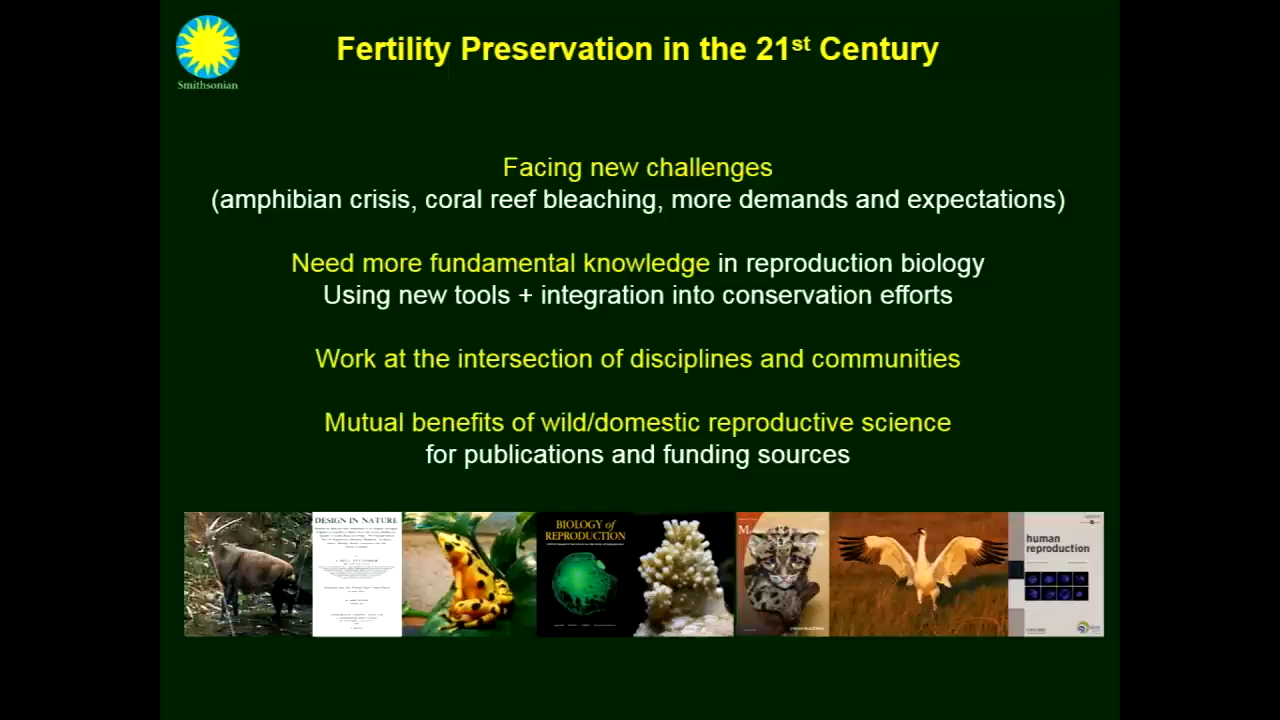 Smithsonian
Fertility Preservation in the 21st Century
Facing new challenges
(amphibian crisis, coral reef bleaching, more demands and expectations)
Need more fundamental knowledge in reproduction biology
Using new tools + integration into conservation efforts
Work at the intersection of disciplines and communities
Mutual benefits of wild/domestic reproductive science
for publications and funding sources
DESIGN IN NATURE
BIOLOGY of
REPRODUCTION
human
reproduction